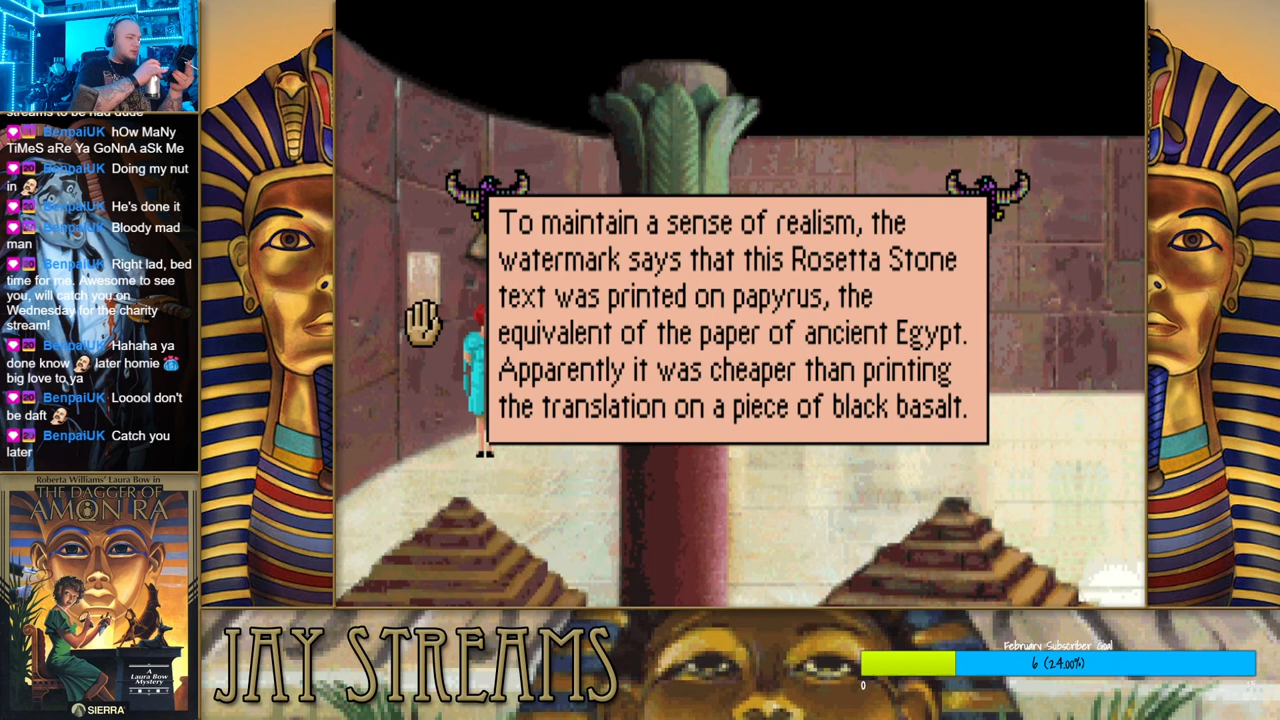 streams to be had dude
BenpaiUK hOw MaNy
TiMeS aRe Ya GoNnA aSk Me
BenpaiUK Doing my nut
in
BenpaiUK He's done it
BenpaiUK Bloody mad
man
BenpaiUK Right lad, bed
time for me. Awesome to see
you, will catch you on
Wednesday for the charity
stream!
BenpaiUK Hahaha ya
done know later homie
big love to ya
BenpaiUK Looool don't
be daft
BenpaiUK Catch you
later
To maintain a sense of realism, the
watermark says that this Rosetta Stone
text was printed on papyrus, the
equivalent of the paper of ancient Egypt.
Apparently it was cheaper than printing
the translation on a piece of black basalt.
Roberta Williams' Laura Bow in
THE DAGGER OF
AMON RA
A
Laura Bow
Mystery
SIERRA
JAY STREAMS
February Subscriber Goal
6 (24.00%)
0